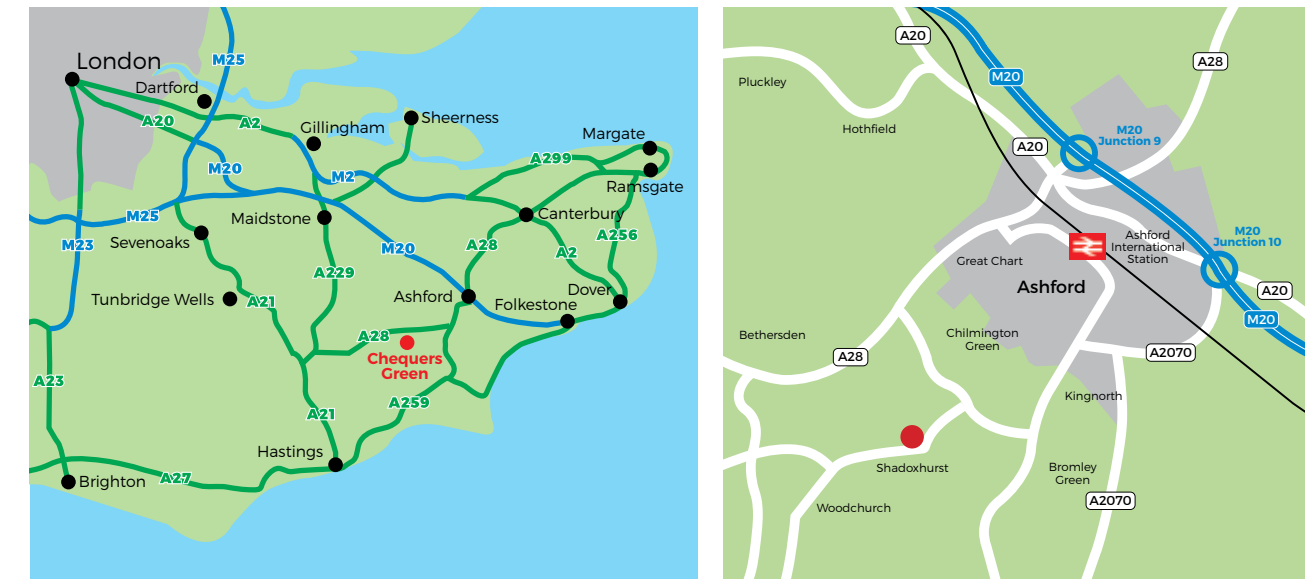 London
M25
Dartford
A20
A2
Gillingham
Sheerness
Margate
A299
M20
M2
Ramsgate
M25
Maidstone
Canterbury
M23
Sevenoaks
M20
A28
A2
A256
A229
Tunbridge Wells
A21
Ashford
Folkestone
Dover
A28
Chequers
Green
A23
A21
A259
Hastings
A27
Brighton
A20
A28
M20
Pluckley
Hothfield
A20
M20
Junction 9
Ashford
International
Station
M20
Junction 10
Great Chart
Ashford
A20
M20
Bethersden
Chilmington
Green
A28
A2070
Kingnorth
Shadoxhurst
Bromley
Green
Woodchurch
A2070